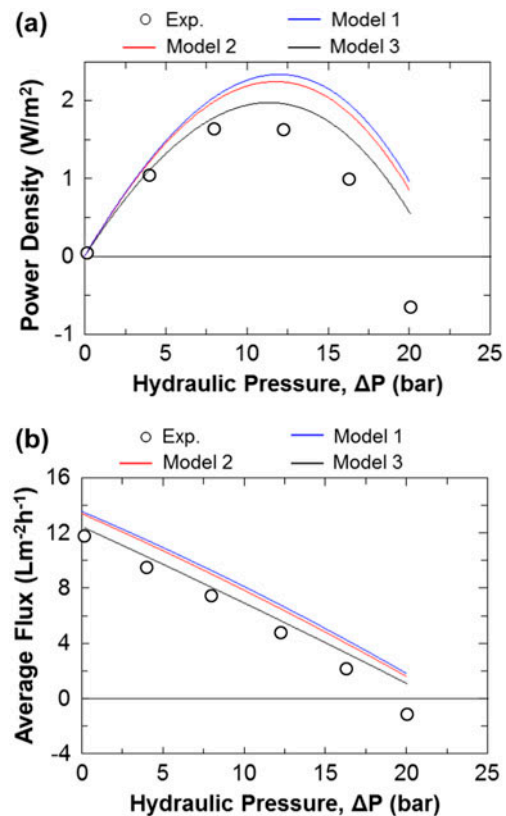 (a)
Exp.
Model 1
Model 2
Model 3
Power Density (W/m²)
2
1
0
-1
0 5 10 15 20 25
Hydraulic Pressure, ΔP (bar)
(b)
Exp.
Model 1
Model 2
Model 3
Average Flux (Lm⁻²h⁻¹)
16
12
8
4
0
-4
0 5 10 15 20 25
Hydraulic Pressure, ΔP (bar)